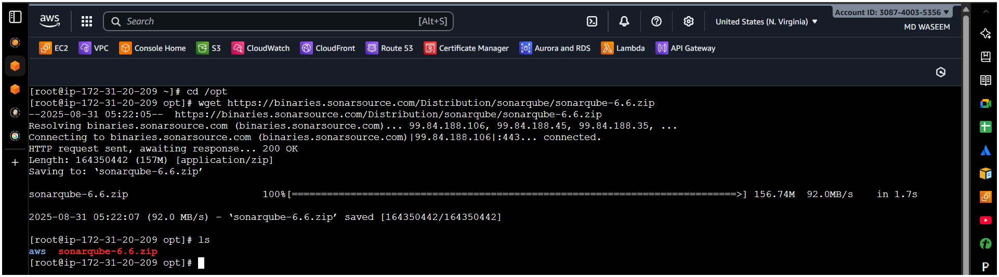 Account ID: 3087-4003-5356
aws
Search [Alt+S]
United States (N. Virginia)
MD WASEEM
EC2 VPC Console Home S3 CloudWatch CloudFront Route 53 Certificate Manager Aurora and RDS Lambda API Gateway
[root@ip-172-31-20-209 ~]# cd /opt
[root@ip-172-31-20-209 opt]# wget https://binaries.sonarsource.com/Distribution/sonarqube/sonarqube-6.6.zip
--2025-08-31 05:22:05--  https://binaries.sonarsource.com/Distribution/sonarqube/sonarqube-6.6.zip
Resolving binaries.sonarsource.com (binaries.sonarsource.com)... 99.84.188.106, 99.84.188.45, 99.84.188.35, ...
Connecting to binaries.sonarsource.com (binaries.sonarsource.com)|99.84.188.106|:443... connected.
HTTP request sent, awaiting response... 200 OK
Length: 164350442 (157M) [application/zip]
Saving to: ‘sonarqube-6.6.zip’
sonarqube-6.6.zip 100%[============================================================================>] 156.74M 92.0MB/s in 1.7s
2025-08-31 05:22:07 (92.0 MB/s) - ‘sonarqube-6.6.zip’ saved [164350442/164350442]
[root@ip-172-31-20-209 opt]# ls
aws sonarqube-6.6.zip
[root@ip-172-31-20-209 opt]#
P